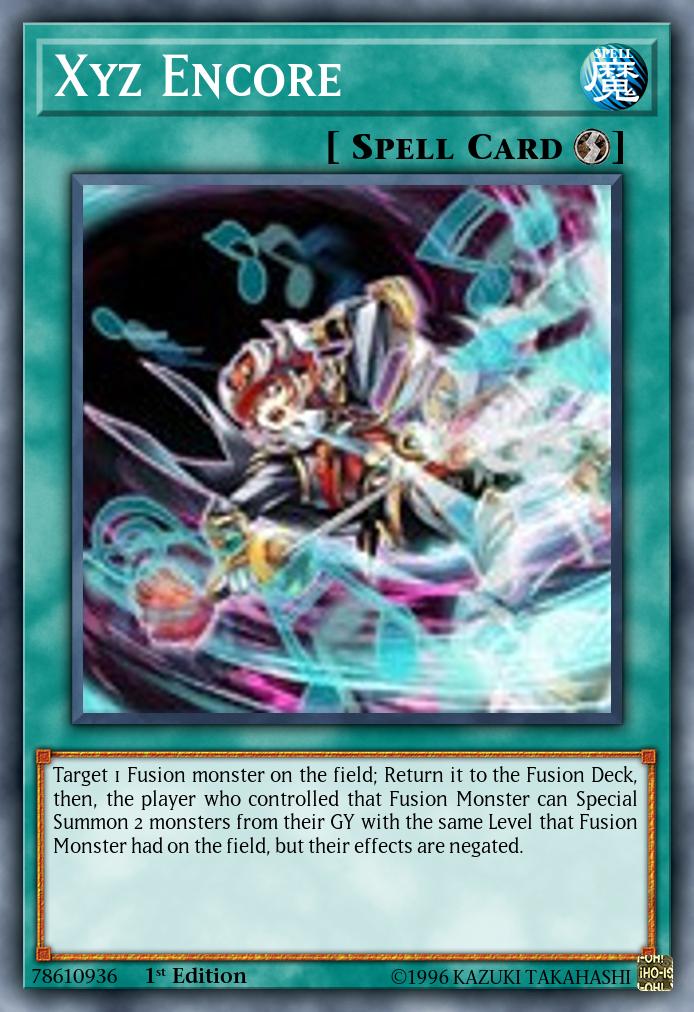 Xyz Encore
SPELL
魔
[ Spell Card ]
Target 1 Fusion monster on the field; Return it to the Fusion Deck,
then, the player who controlled that Fusion Monster can Special
Summon 2 monsters from their GY with the same Level that Fusion
Monster had on the field, but their effects are negated.
78610936 1st Edition ©1996 KAZUKI TAKAHASHI